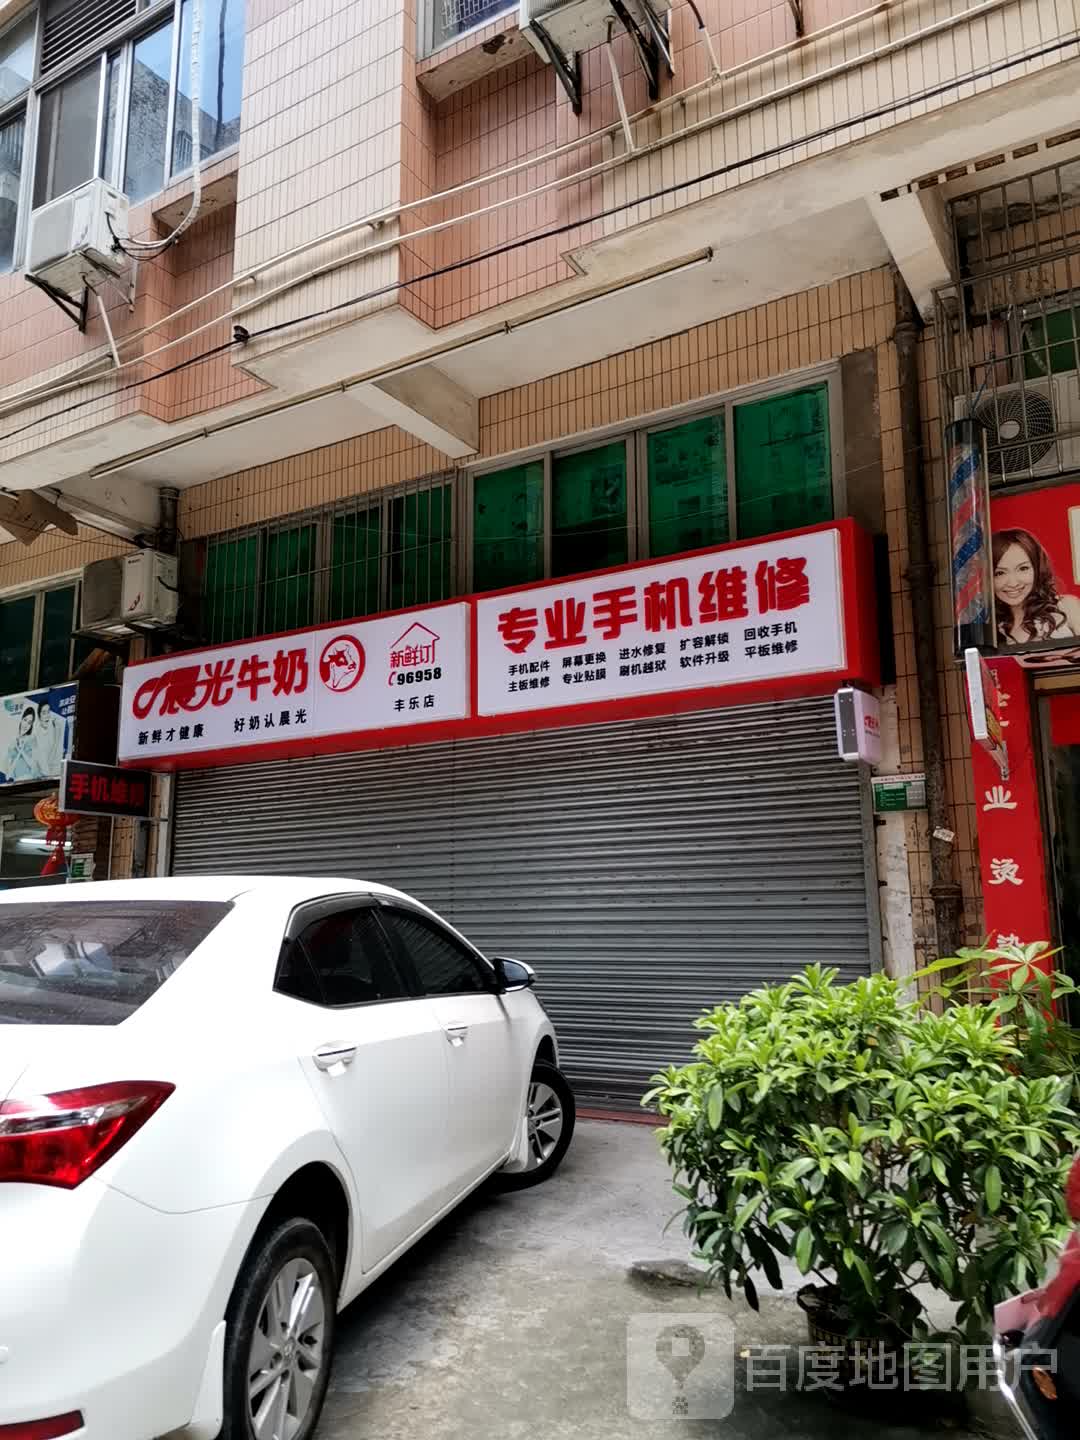 晨光牛奶
新鲜才健康 好奶认晨光
新鲜订
96958
丰乐店
专业手机维修
手机配件 屏幕更换 进水修复 扩容解锁 回收手机
主板维修 专业贴膜 刷机越狱 软件升级 平板维修
手机维修
业
烫
染
百度地图用户